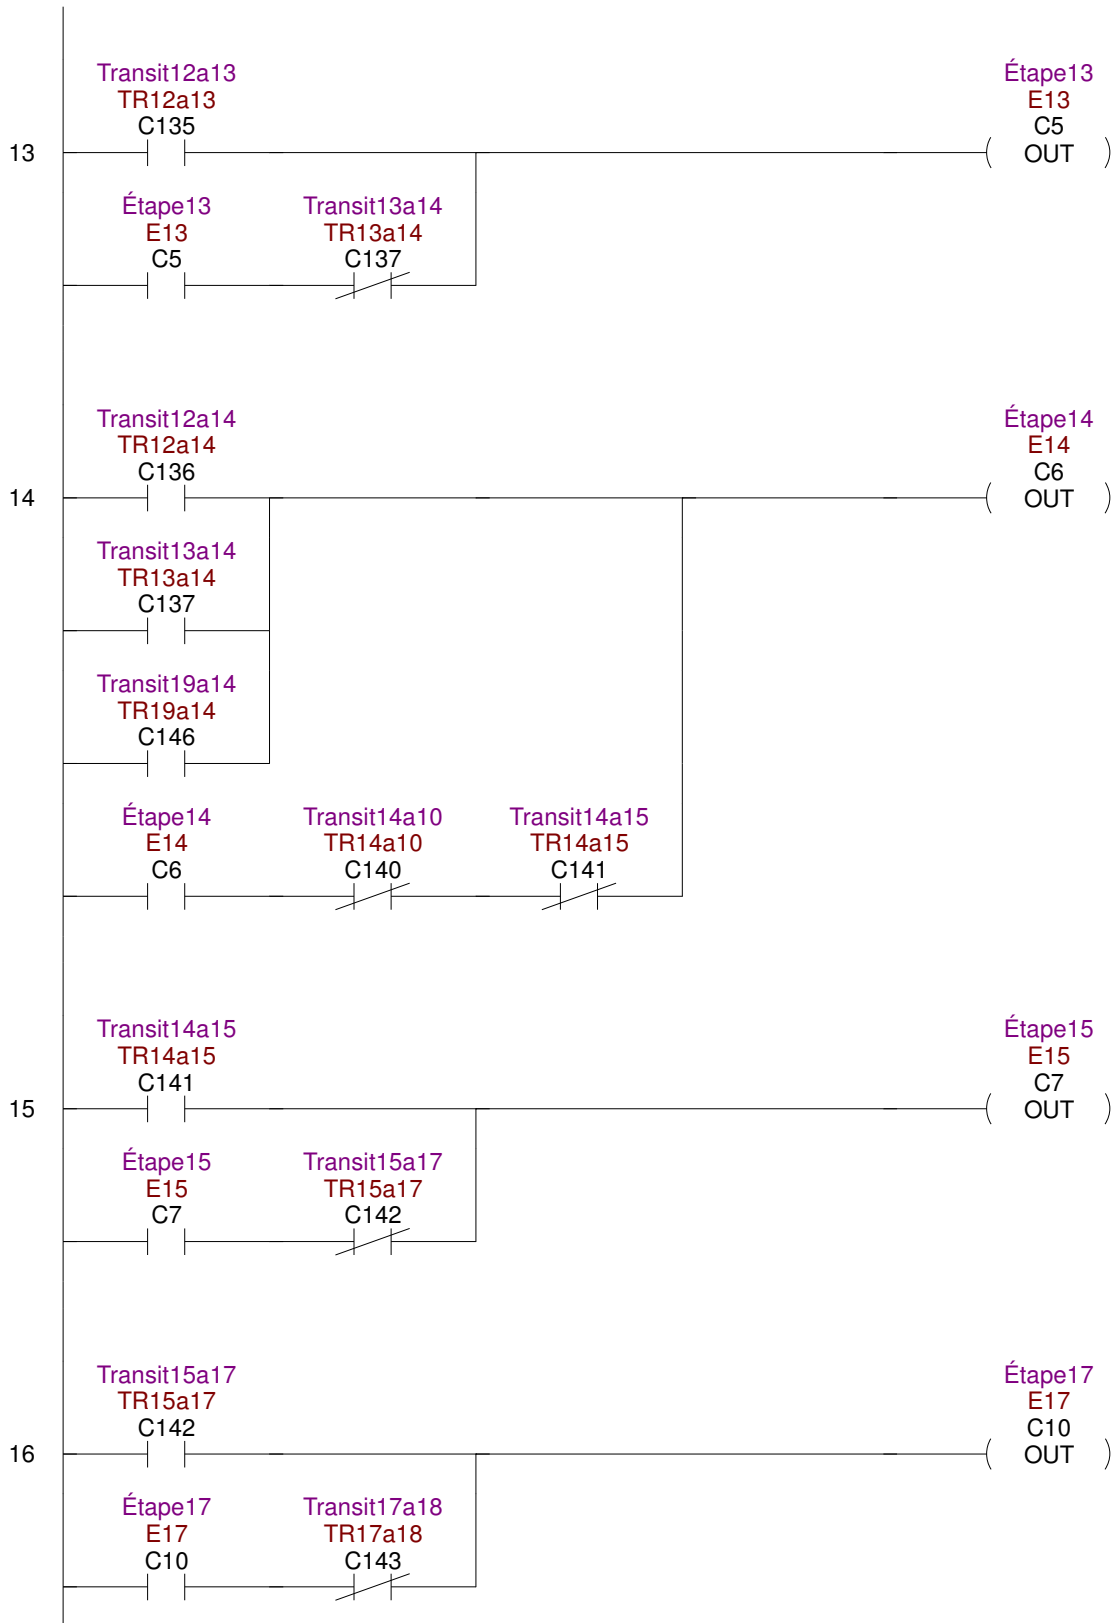 Transit12a13
TR12a13
C135
Étape13
E13
C5
13
OUT
Étape13
E13
C5
Transit13a14
TR13a14
C137
Transit12a14
TR12a14
C136
Étape14
E14
C6
14
OUT
Transit13a14
TR13a14
C137
Transit19a14
TR19a14
C146
Étape14
E14
C6
Transit14a10
TR14a10
C140
Transit14a15
TR14a15
C141
Transit14a15
TR14a15
C141
Étape15
E15
C7
15
OUT
Étape15
E15
C7
Transit15a17
TR15a17
C142
Transit15a17
TR15a17
C142
Étape17
E17
C10
16
OUT
Étape17
E17
C10
Transit17a18
TR17a18
C143